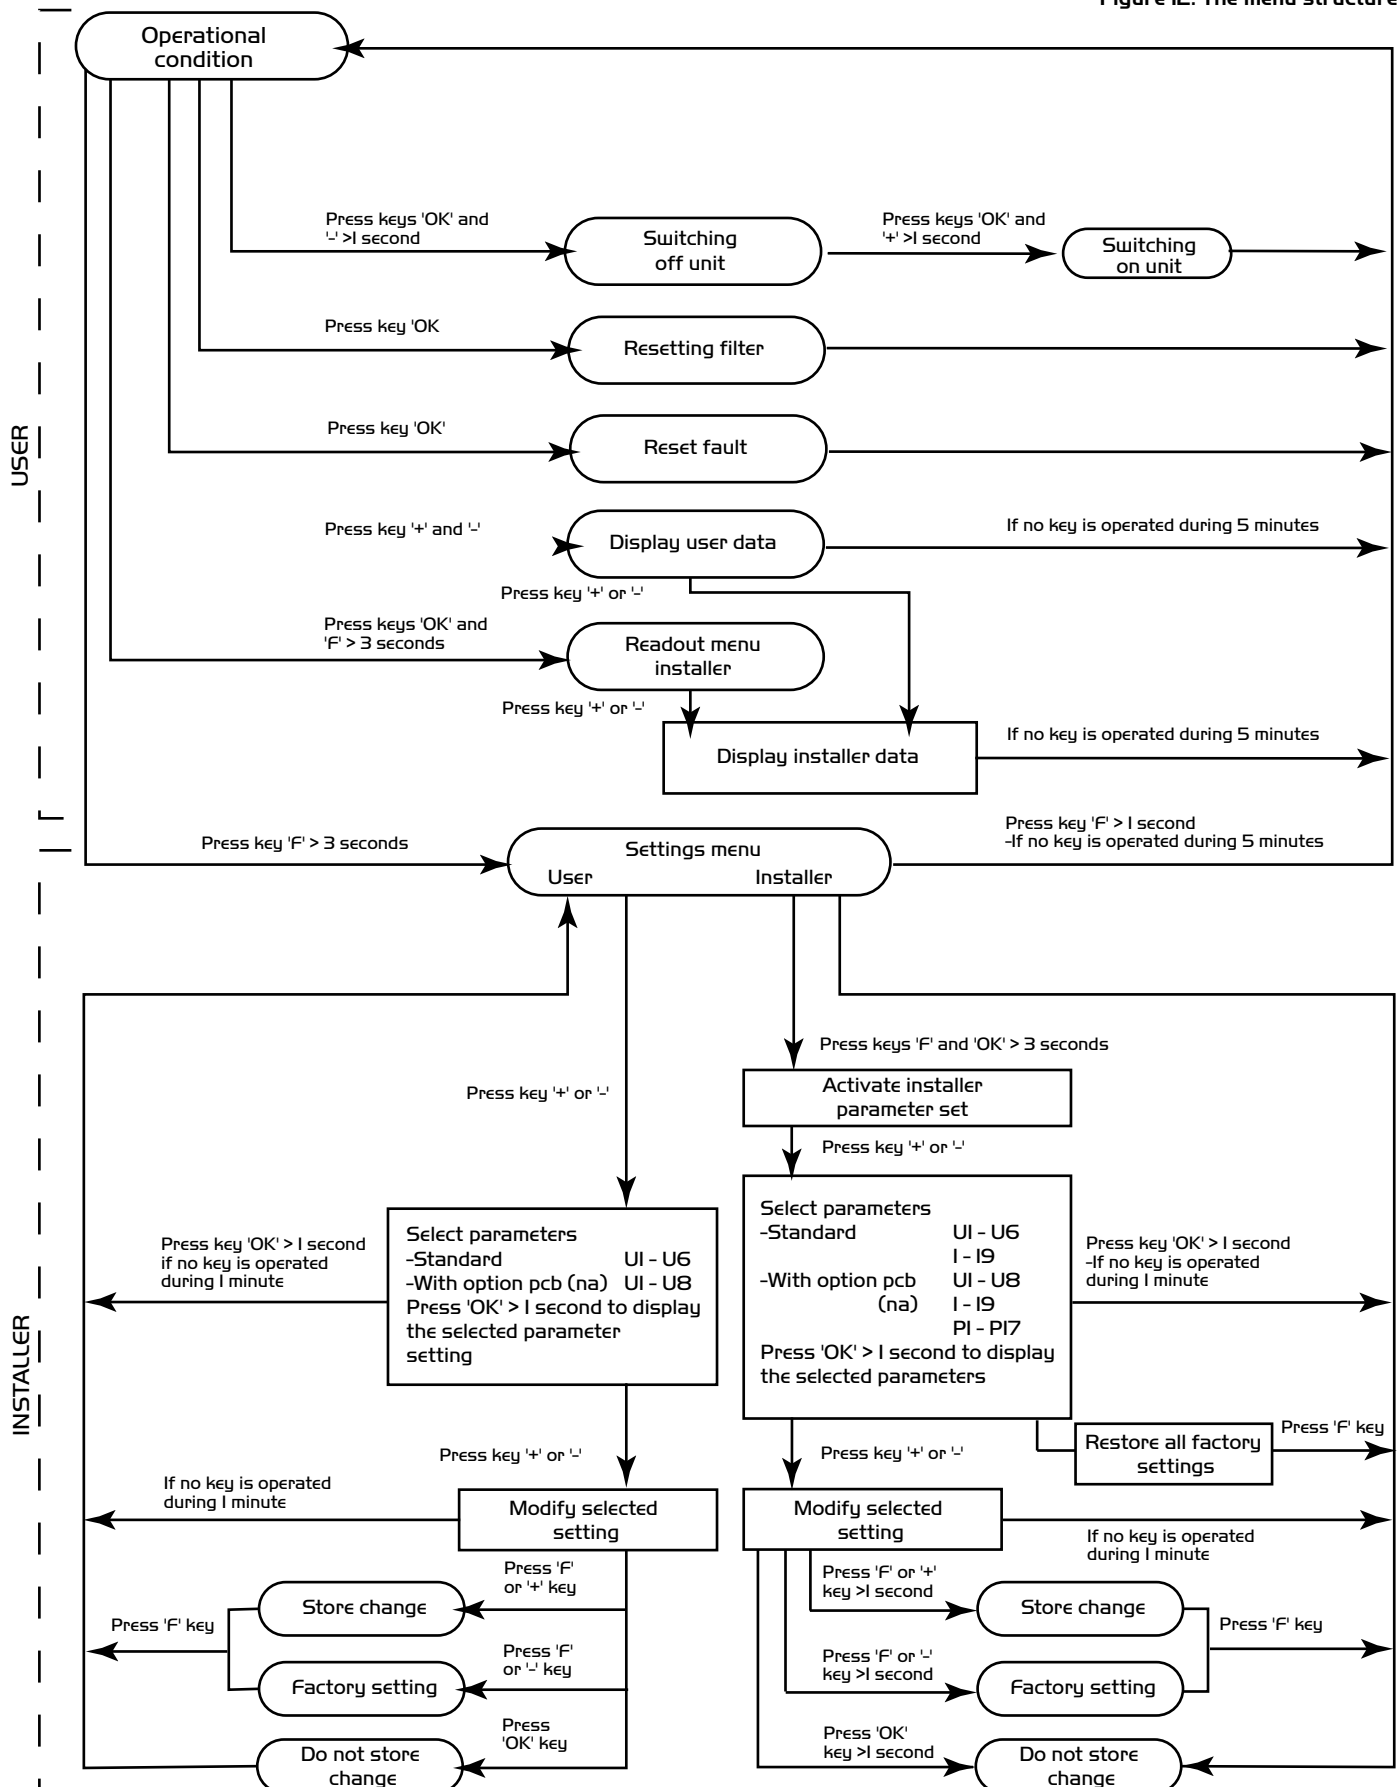 Figure 12. The menu structure
Operational
condition
Press keys 'OK' and
'-' >1 second
Switching
off unit
Press keys 'OK' and
'+' >1 second
Switching
on unit
Press key 'OK
Resetting filter
Press key 'OK'
Reset fault
USER
Press key '+' and '-'
Display user data
If no key is operated during 5 minutes
Press key '+' or '-'
Press keys 'OK' and
'F' > 3 seconds
Readout menu
installer
Press key '+' or '-'
Display installer data
If no key is operated during 5 minutes
Press key 'F' > 3 seconds
Settings menu
User Installer
Press key 'F' > 1 second
-If no key is operated during 5 minutes
Press keys 'F' and 'OK' > 3 seconds
Activate installer
parameter set
Press key '+' or '-'
Press key '+' or '-'
INSTALLER
Press key 'OK' > 1 second
if no key is operated
during 1 minute
Select parameters
-Standard U1 - U6
-With option pcb (na) U1 - U8
Press 'OK' > 1 second to display
the selected parameter
setting
Select parameters
-Standard U1 - U6
1 - 19
-With option pcb U1 - U8
(na) 1 - 19
P1 - P17
Press 'OK' > 1 second to display
the selected parameters
Press key 'OK' > 1 second
-If no key is operated
during 1 minute
Press key '+' or '-'
Press key '+' or '-'
Restore all factory
settings
Press 'F' key
If no key is operated
during 1 minute
Modify selected
setting
Modify selected
setting
If no key is operated
during 1 minute
Press 'F'
or '+' key
Store change
Press 'F' key
Press 'F'
or '-' key
Factory setting
Press
'OK' key
Do not store
change
Press 'F' or '+'
key >1 second
Store change
Press 'F' key
Press 'F' or '-'
key >1 second
Factory setting
Press 'OK'
key >1 second
Do not store
change